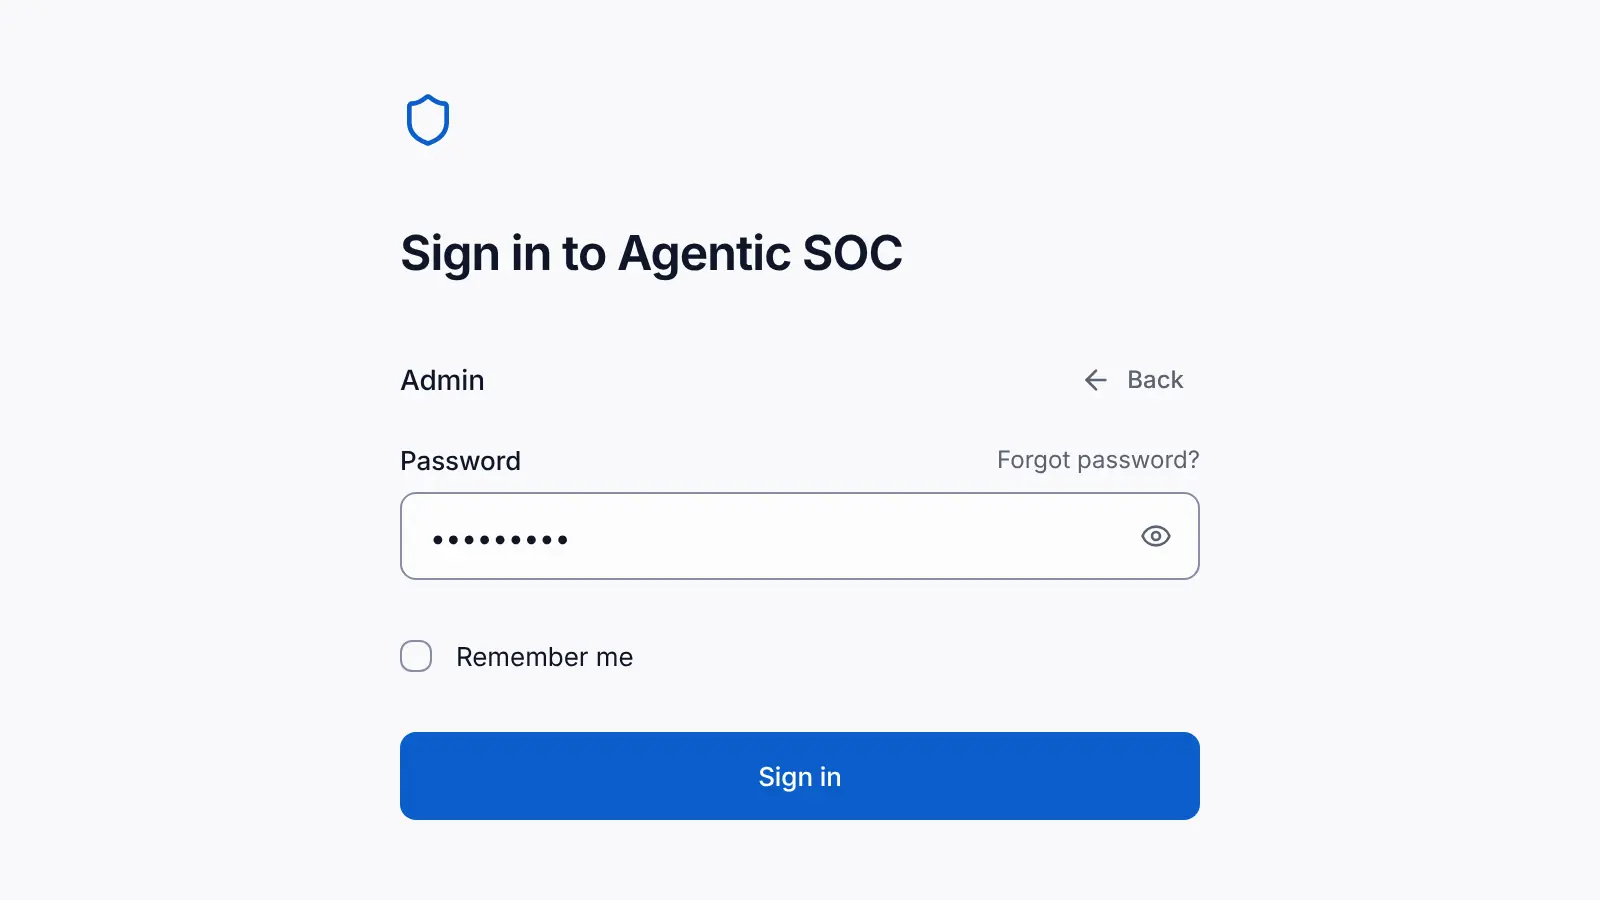 Sign in to Agentic SOC
Admin
Back
Password
Forgot password?
•••••••••
Remember me
Sign in